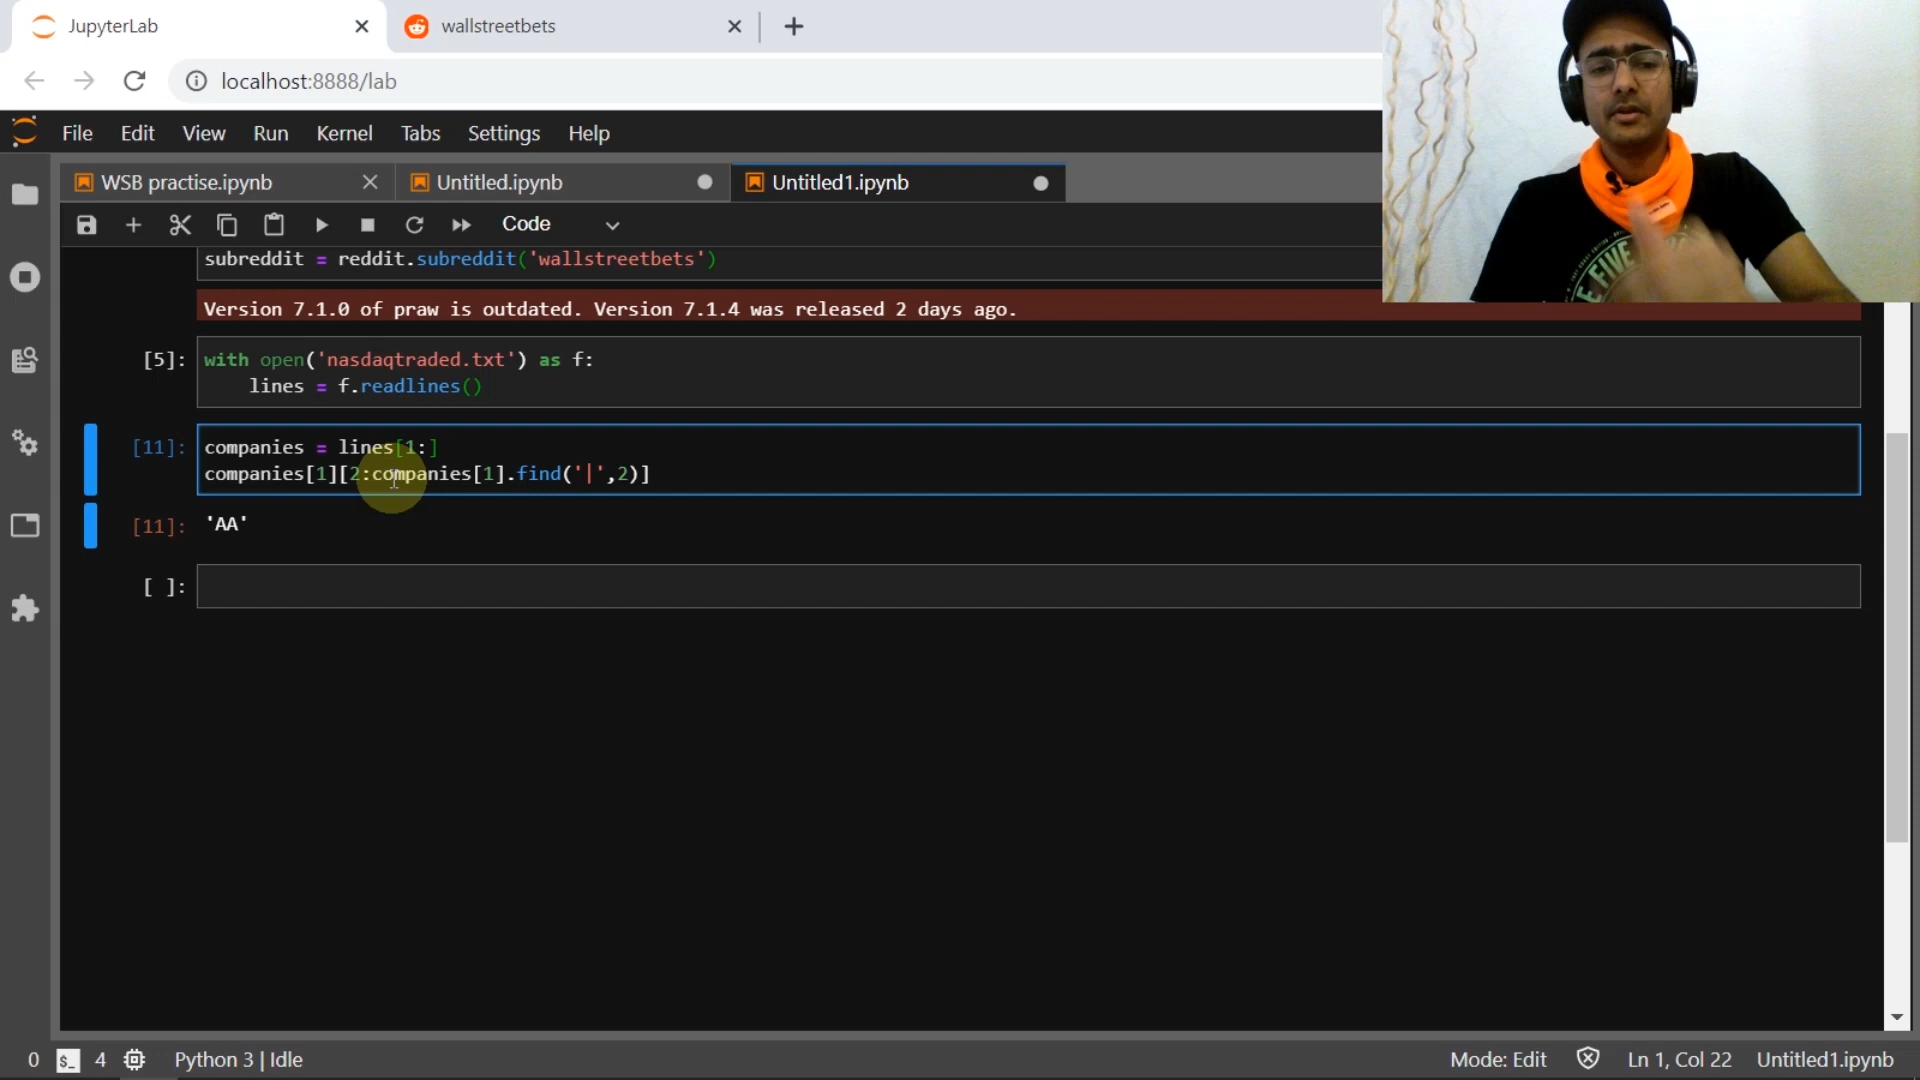 JupyterLab
wallstreetbets
localhost:8888/lab
File Edit View Run Kernel Tabs Settings Help
WSB practise.ipynb
Untitled.ipynb
Untitled1.ipynb
Code
subreddit = reddit.subreddit('wallstreetbets')
Version 7.1.0 of praw is outdated. Version 7.1.4 was released 2 days ago.
[5]: with open('nasdaqtraded.txt') as f:
lines = f.readlines()
[11]: companies = lines[1:]
companies[1][2:companies[1].find('|',2)]
[11]: 'AA'
[ ]:
0 $_ 4 Python 3 | Idle Mode: Edit Ln 1, Col 22 Untitled1.ipynb